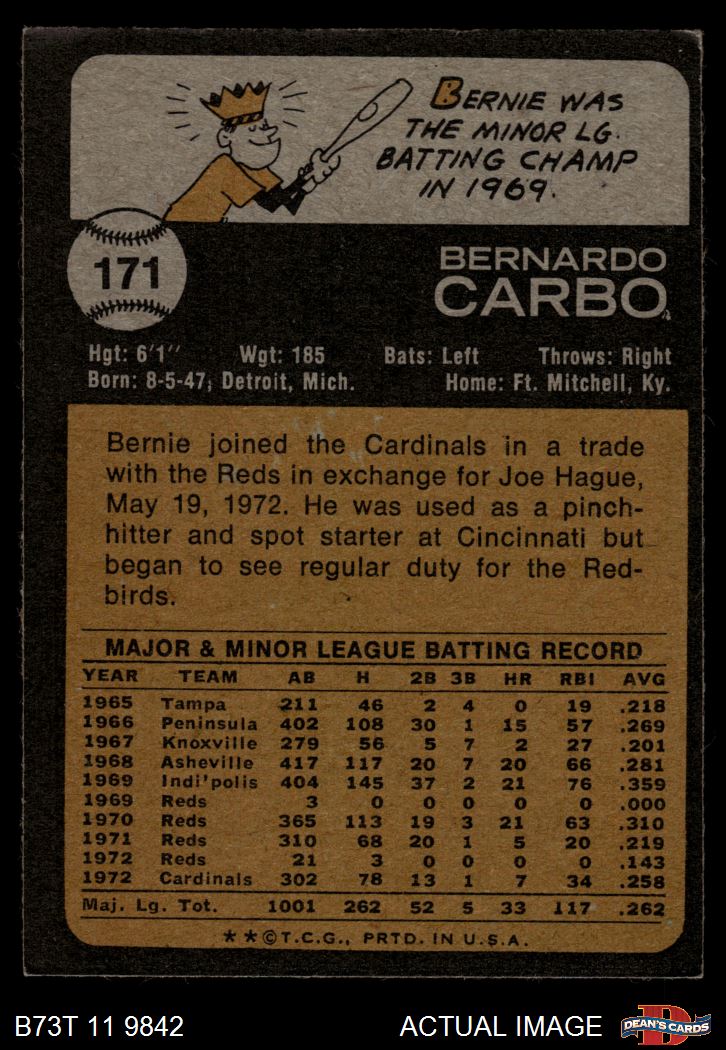 BERNIE WAS
THE MINOR LG.
BATTING CHAMP
IN 1969.
171
BERNARDO
CARBO
Hgt: 6'1" Wgt: 185 Bats: Left Throws: Right
Born: 8-5-47, Detroit, Mich. Home: Ft. Mitchell, Ky.
Bernie joined the Cardinals in a trade
with the Reds in exchange for Joe Hague,
May 19, 1972. He was used as a pinch-
hitter and spot starter at Cincinnati but
began to see regular duty for the Red-
birds.
MAJOR & MINOR LEAGUE BATTING RECORD
YEAR TEAM AB H 2B 3B HR RBI AVG
1965 Tampa 211 46 2 4 0 19 .218
1966 Peninsula 402 108 30 1 15 57 .269
1967 Knoxville 279 56 5 7 2 27 .201
1968 Asheville 417 117 20 7 20 66 .281
1969 Indi'polis 404 145 37 2 21 76 .359
1969 Reds 3 0 0 0 0 0 .000
1970 Reds 365 113 19 3 21 63 .310
1971 Reds 310 68 20 1 5 20 .219
1972 Reds 21 3 0 0 0 0 .143
1972 Cardinals 302 78 13 1 7 34 .258
Maj. Lg. Tot. 1001 262 52 5 33 117 .262
**©T.C.G., PRTD. IN U.S.A.
B73T 11 9842 ACTUAL IMAGE DEAN'S CARDS